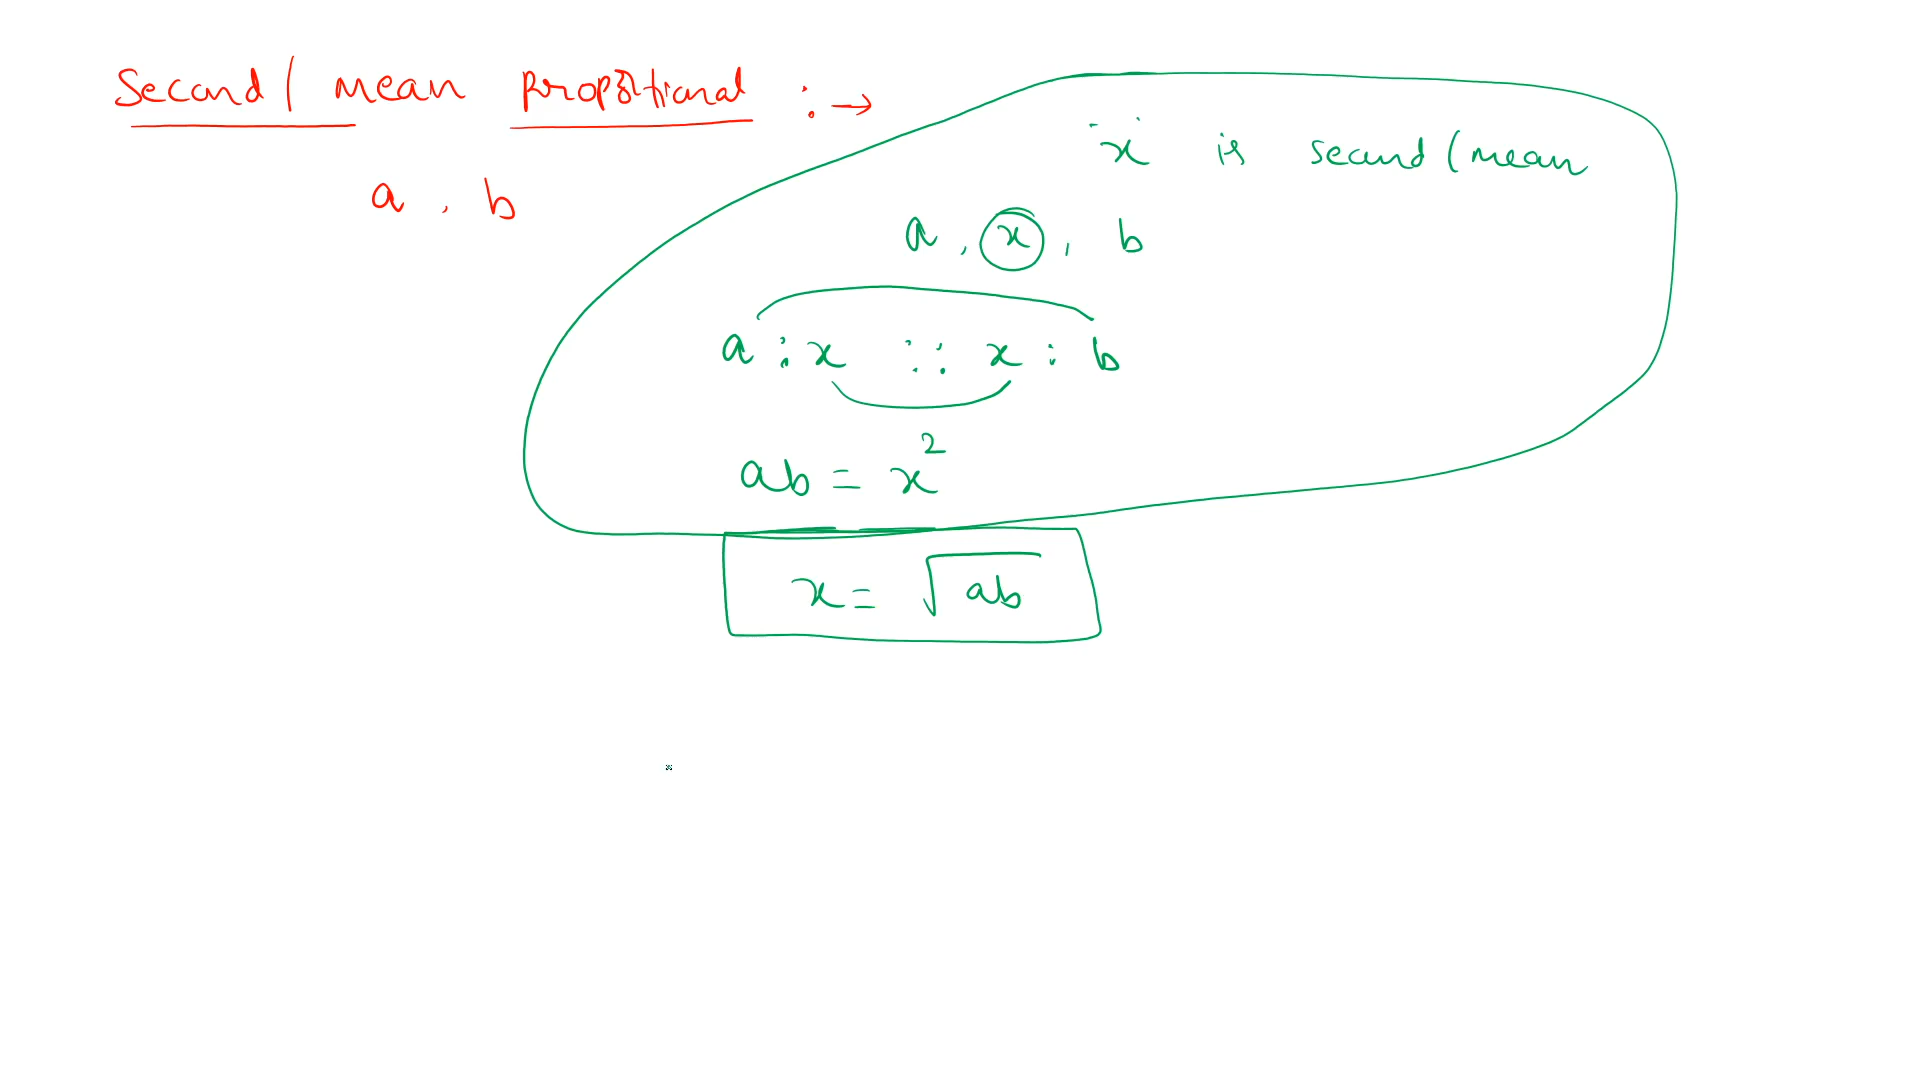 Second/ mean proportional :→
a , b
'x' is second (mean
a , x , b
a : x :: x : b
ab = x²
x = √ab